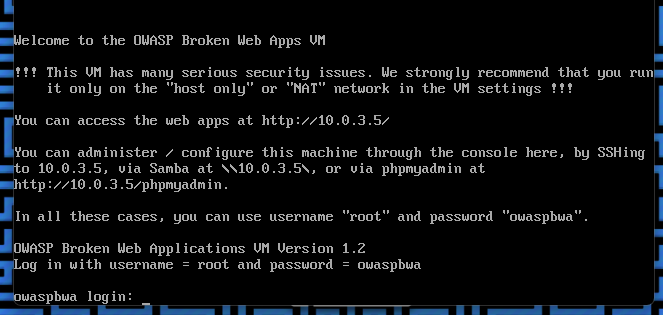 Welcome to the OWASP Broken Web Apps VM
!!! This VM has many serious security issues. We strongly recommend that you run
it only on the "host only" or "NAT" network in the VM settings !!!
You can access the web apps at http://10.0.3.5/
You can administer / configure this machine through the console here, by SSHing
to 10.0.3.5, via Samba at \\10.0.3.5\, or via phpmyadmin at
http://10.0.3.5/phpmyadmin.
In all these cases, you can use username "root" and password "owaspbwa".
OWASP Broken Web Applications VM Version 1.2
Log in with username = root and password = owaspbwa
owaspbwa login: _